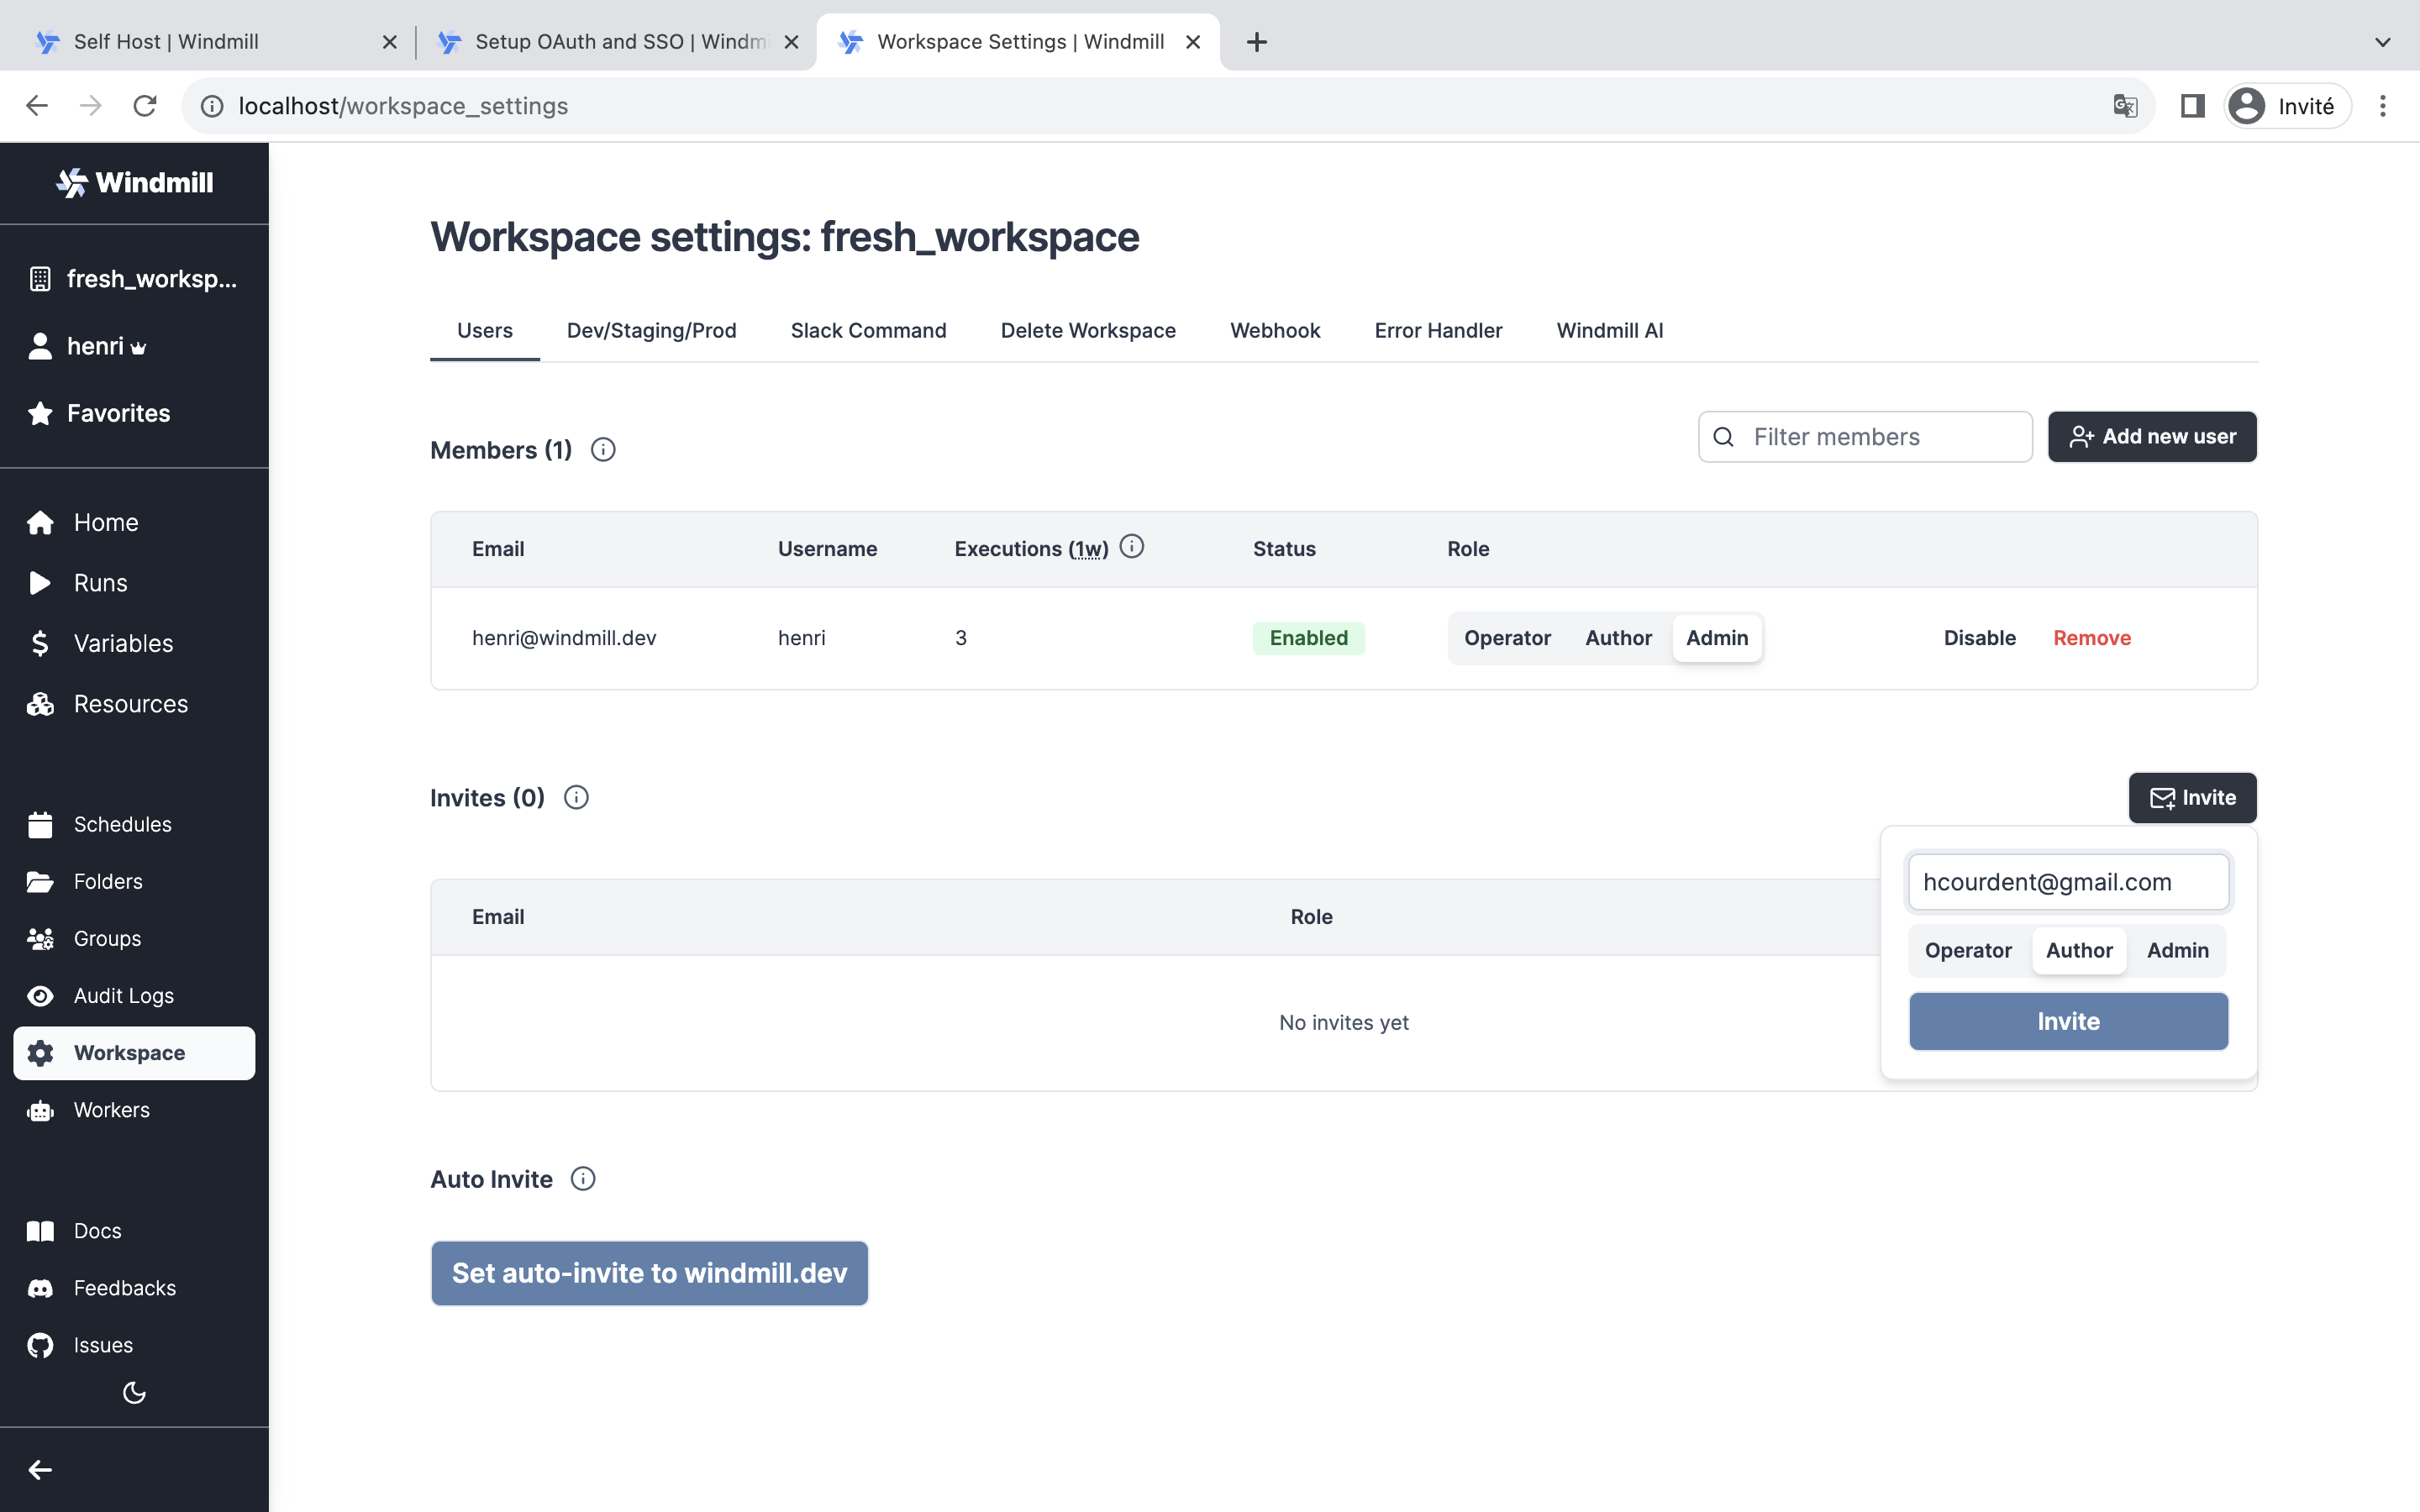 Self Host | Windmill
Setup OAuth and SSO | Windmi
Workspace Settings | Windmill
localhost/workspace_settings
Invité
Windmill
fresh_worksp...
henri
Favorites
Home
Runs
Variables
Resources
Schedules
Folders
Groups
Audit Logs
Workspace
Workers
Docs
Feedbacks
Issues
Workspace settings: fresh_workspace
Users Dev/Staging/Prod Slack Command Delete Workspace Webhook Error Handler Windmill AI
Members (1) Filter members Add new user
Email Username Executions (1w) Status Role
henri@windmill.dev henri 3 Enabled Operator Author Admin Disable Remove
Invites (0) Invite
hcourdent@gmail.com
Operator Author Admin
Invite
Email Role
No invites yet
Auto Invite
Set auto-invite to windmill.dev